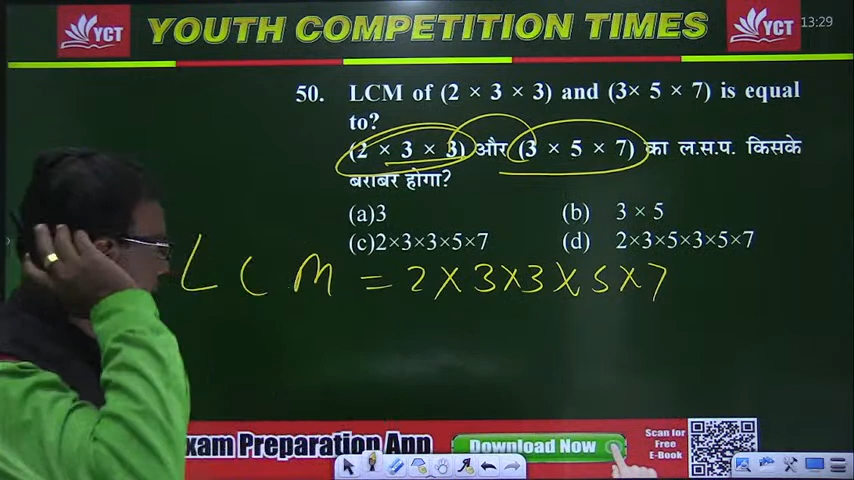 YCT
YOUTH COMPETITION TIMES
YCT
13:29
50. LCM of (2 × 3 × 3) and (3× 5 × 7) is equal
to?
(2 × 3 × 3) और (3 × 5 × 7) का ल.स.प. किसके
बराबर होगा?
(a)3 (b) 3 × 5
(c)2×3×3×5×7 (d) 2×3×5×3×5×7
LCM = 2×3×3×5×7
xam Preparation App
Download Now
Scan for
Free
E-Book